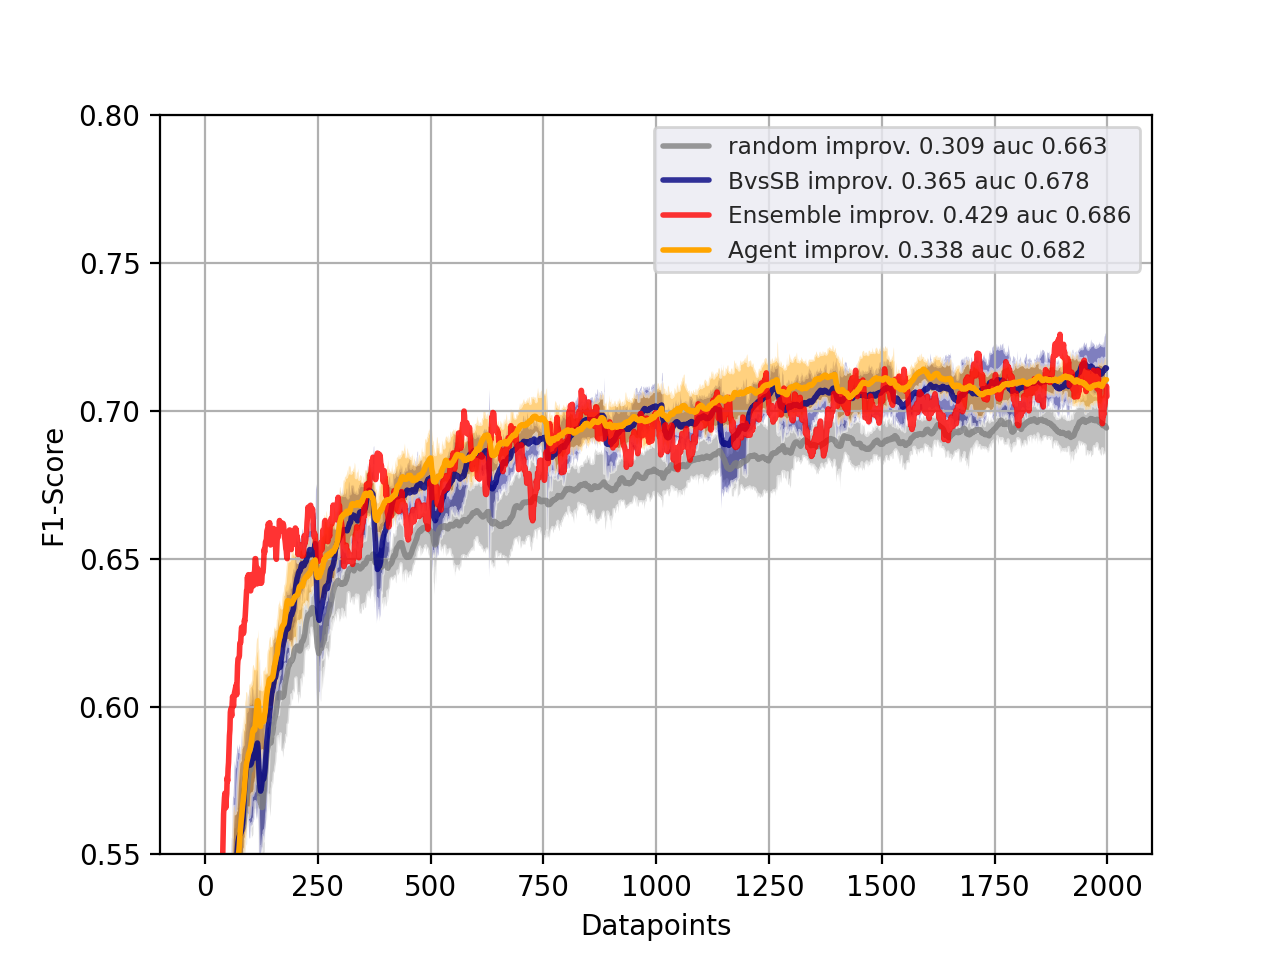 0.80
0.75
0.70
0.65
0.60
0.55
F1-Score
random improv. 0.309 auc 0.663
BvsSB improv. 0.365 auc 0.678
Ensemble improv. 0.429 auc 0.686
Agent improv. 0.338 auc 0.682
0 250 500 750 1000 1250 1500 1750 2000
Datapoints